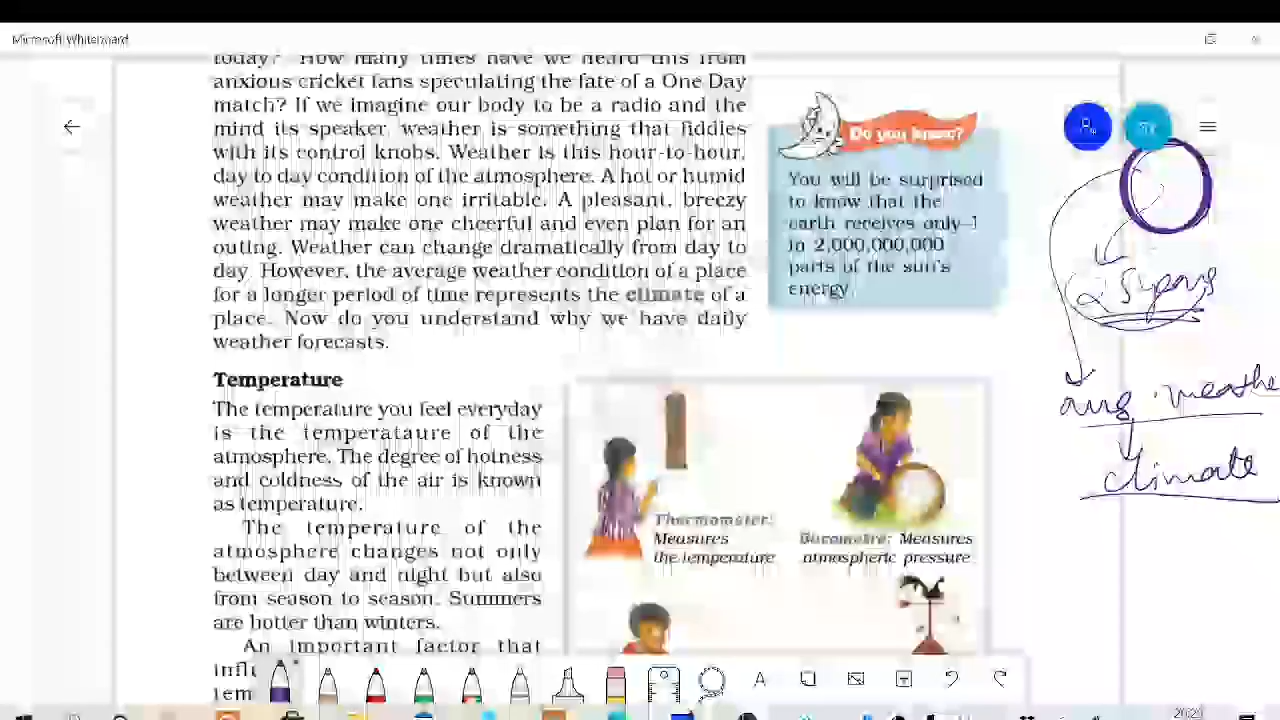 Microsoft Whiteboard
today?" How many times have we heard this from
anxious cricket fans speculating the fate of a One Day
match? If we imagine our body to be a radio and the
mind its speaker, weather is something that fiddles
with its control knobs. Weather is this hour-to-hour,
day to day condition of the atmosphere. A hot or humid
weather may make one irritable. A pleasant, breezy
weather may make one cheerful and even plan for an
outing. Weather can change dramatically from day to
day. However, the average weather condition of a place
for a longer period of time represents the climate of a
place. Now do you understand why we have daily
weather forecasts.
Do you know?
You will be surprised
to know that the
earth receives only 1
in 2,000,000,000
parts of the sun's
energy
Temperature
The temperature you feel everyday
is the temperataure of the
atmosphere. The degree of hotness
and coldness of the air is known
as temperature.
The temperature of the
atmosphere changes not only
between day and night but also
from season to season. Summers
are hotter than winters.
An important factor that
Thermometer:
Measures
the temperature
Barometre: Measures
atmospheric pressure
climate
A